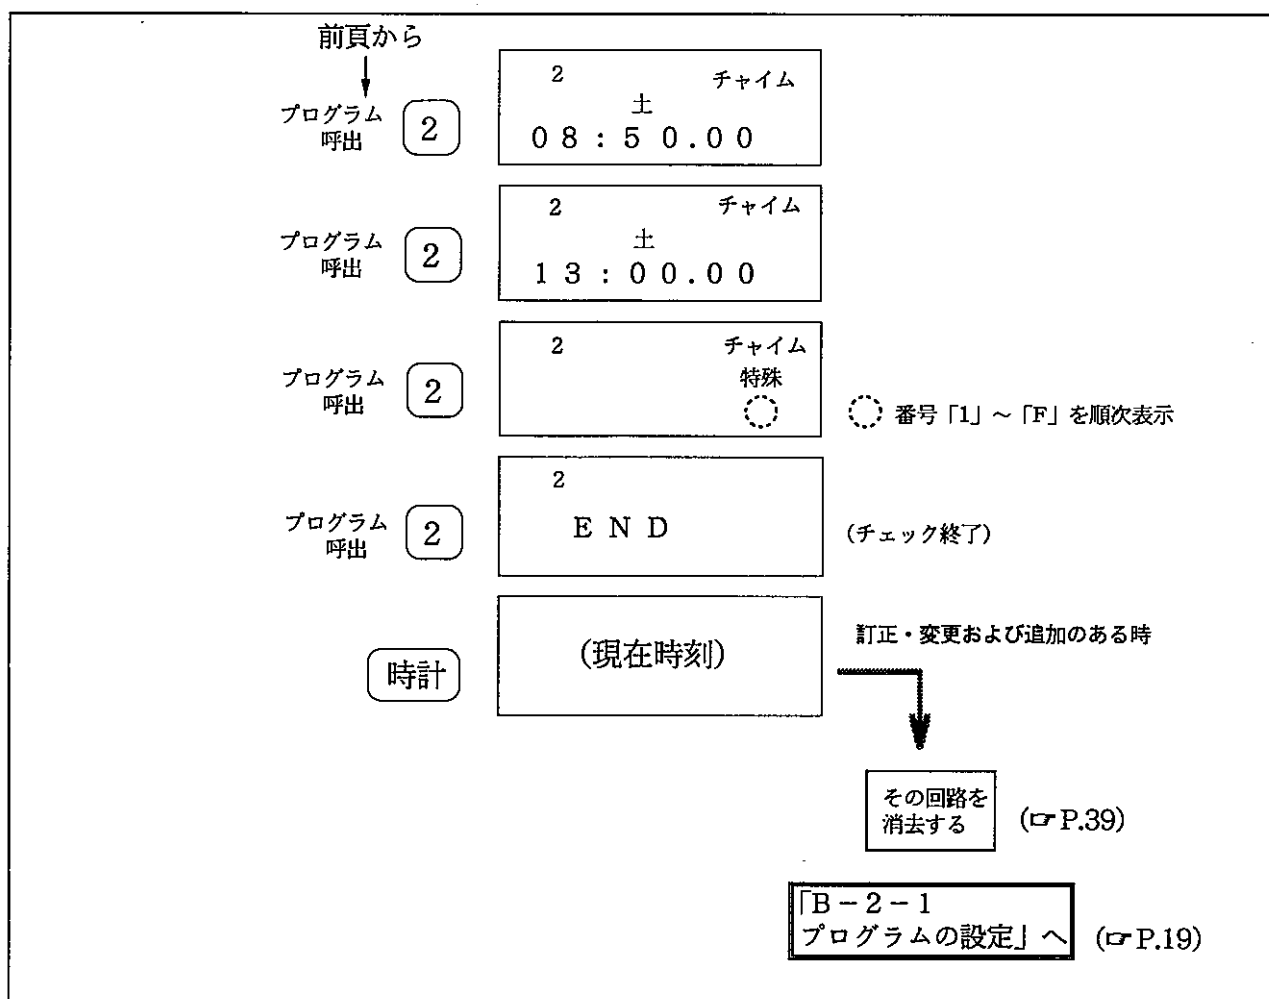 前頁から
プログラム
呼出
2
2 チャイム
土
08:50.00
プログラム
呼出
2
2 チャイム
土
13:00.00
プログラム
呼出
2
2 チャイム
特殊
番号「1」～「F」を順次表示
プログラム
呼出
2
2
END
(チェック終了)
時計
(現在時刻)
訂正・変更および追加のある時
その回路を
消去する
(☞P.39)
「B－2－1
プログラムの設定」へ
(☞P.19)